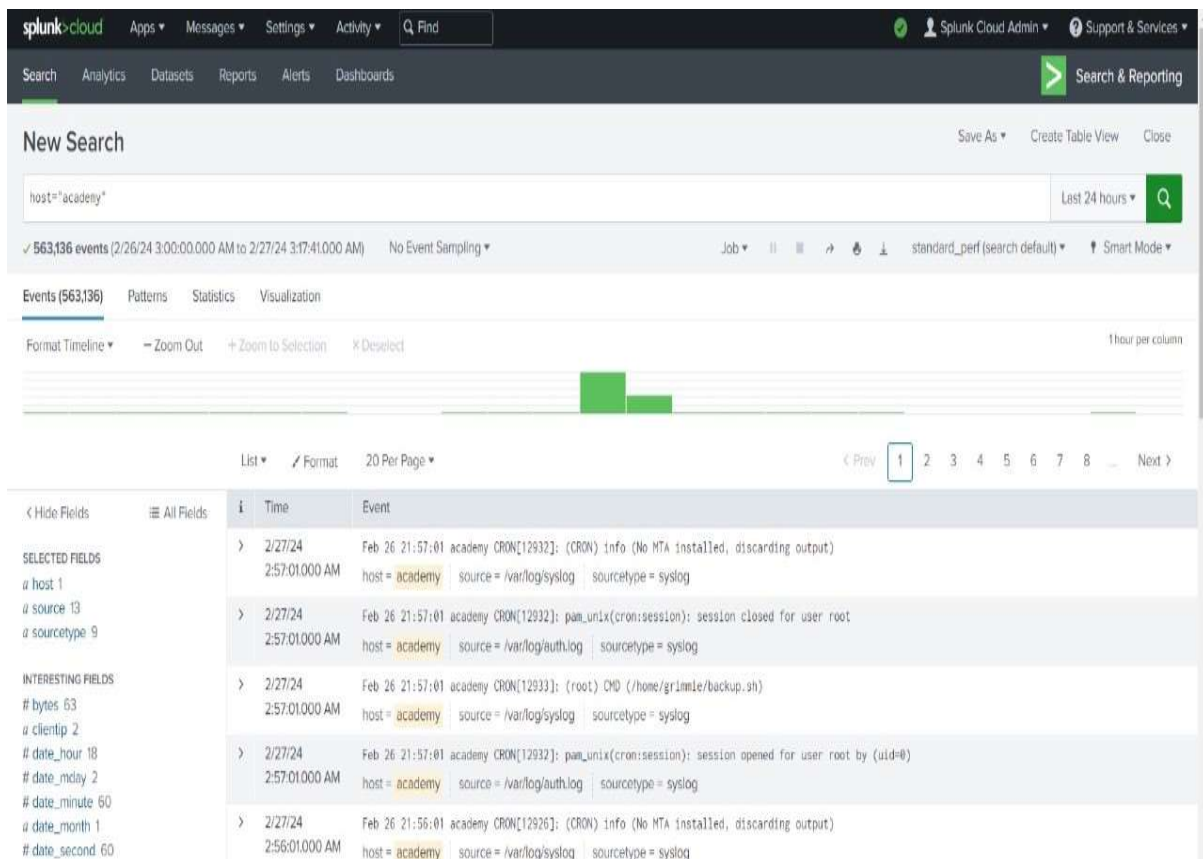 splunk>cloud Apps ▾ Messages ▾ Settings ▾ Activity ▾ Find Splunk Cloud Admin ▾ Support & Services ▾
Search Analytics Datasets Reports Alerts Dashboards Search & Reporting
New Search Save As ▾ Create Table View Close
host="academy" Last 24 hours ▾
✓ 563,136 events (2/26/24 3:00:00.000 AM to 2/27/24 3:17:41.000 AM) No Event Sampling ▾ Job ▾ standard_perf (search default) ▾ Smart Mode ▾
Events (563,136) Patterns Statistics Visualization
Format Timeline ▾ — Zoom Out + Zoom to Selection × Deselect 1 hour per column
List ▾ Format 20 Per Page ▾ < Prev 1 2 3 4 5 6 7 8 ... Next >
< Hide Fields All Fields i Time Event
SELECTED FIELDS
a host 1
a source 13
a sourcetype 9
INTERESTING FIELDS
# bytes 63
a clientip 2
# date_hour 18
# date_mday 2
# date_minute 60
a date_month 1
# date_second 60
> 2/27/24 Feb 26 21:57:01 academy CRON[12932]: (CRON) info (No MTA installed, discarding output)
2:57:01.000 AM host = academy source = /var/log/syslog sourcetype = syslog
> 2/27/24 Feb 26 21:57:01 academy CRON[12932]: pam_unix(cron:session): session closed for user root
2:57:01.000 AM host = academy source = /var/log/auth.log sourcetype = syslog
> 2/27/24 Feb 26 21:57:01 academy CRON[12933]: (root) CMD (/home/grimmie/backup.sh)
2:57:01.000 AM host = academy source = /var/log/syslog sourcetype = syslog
> 2/27/24 Feb 26 21:57:01 academy CRON[12932]: pam_unix(cron:session): session opened for user root by (uid=0)
2:57:01.000 AM host = academy source = /var/log/auth.log sourcetype = syslog
> 2/27/24 Feb 26 21:56:01 academy CRON[12926]: (CRON) info (No MTA installed, discarding output)
2:56:01.000 AM host = academy source = /var/log/syslog sourcetype = syslog